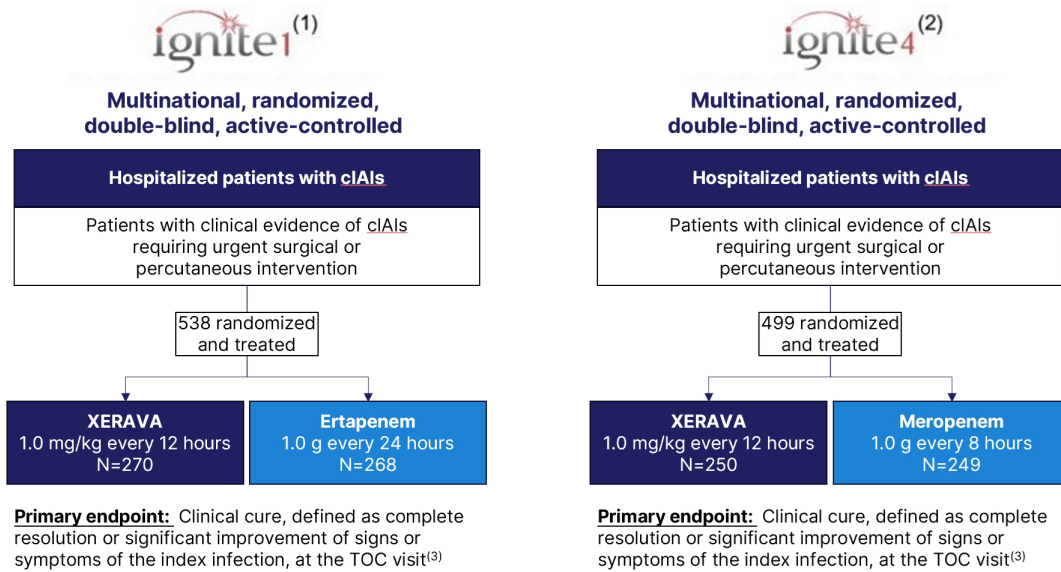 ignite1(1)
Multinational, randomized,
double-blind, active-controlled
Hospitalized patients with cIAIs
Patients with clinical evidence of cIAIs
requiring urgent surgical or
percutaneous intervention
538 randomized
and treated
XERAVA
1.0 mg/kg every 12 hours
N=270
Ertapenem
1.0 g every 24 hours
N=268
Primary endpoint: Clinical cure, defined as complete
resolution or significant improvement of signs or
symptoms of the index infection, at the TOC visit(3)
ignite4(2)
Multinational, randomized,
double-blind, active-controlled
Hospitalized patients with cIAIs
Patients with clinical evidence of cIAIs
requiring urgent surgical or
percutaneous intervention
499 randomized
and treated
XERAVA
1.0 mg/kg every 12 hours
N=250
Meropenem
1.0 g every 8 hours
N=249
Primary endpoint: Clinical cure, defined as complete
resolution or significant improvement of signs or
symptoms of the index infection, at the TOC visit(3)